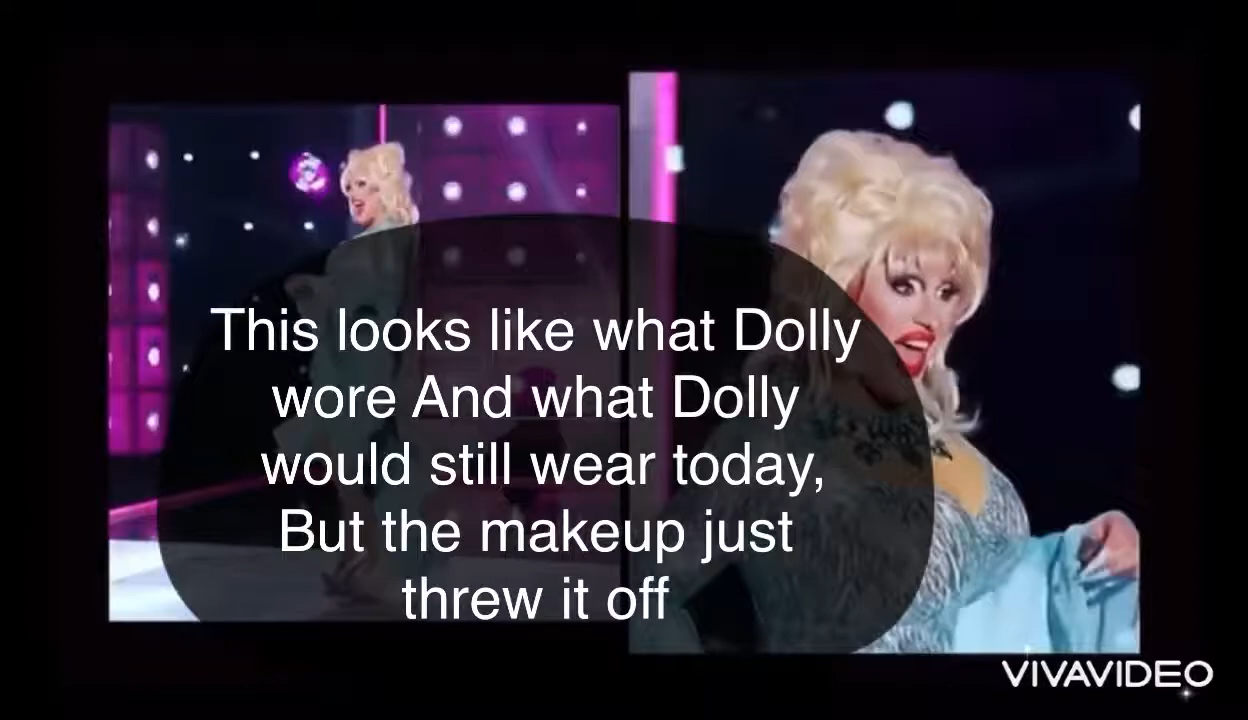 This looks like what Dolly
wore And what Dolly
would still wear today,
But the makeup just
threw it off
VIVAVIDEO